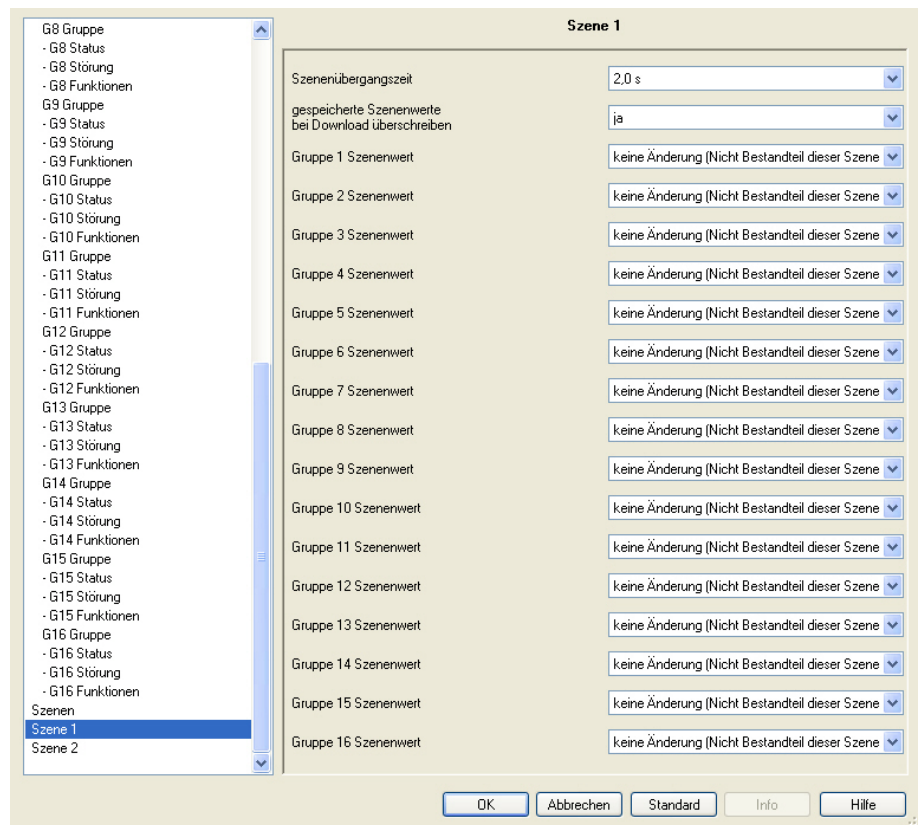 G8 Gruppe
- G8 Status
- G8 Störung
- G8 Funktionen
G9 Gruppe
- G9 Status
- G9 Störung
- G9 Funktionen
G10 Gruppe
- G10 Status
- G10 Störung
- G10 Funktionen
G11 Gruppe
- G11 Status
- G11 Störung
- G11 Funktionen
G12 Gruppe
- G12 Status
- G12 Störung
- G12 Funktionen
G13 Gruppe
- G13 Status
- G13 Störung
- G13 Funktionen
G14 Gruppe
- G14 Status
- G14 Störung
- G14 Funktionen
G15 Gruppe
- G15 Status
- G15 Störung
- G15 Funktionen
G16 Gruppe
- G16 Status
- G16 Störung
- G16 Funktionen
Szenen
Szene 1
Szene 2
Szene 1
Szenenübergangszeit 2,0 s
gespeicherte Szenenwerte
bei Download überschreiben ja
Gruppe 1 Szenenwert keine Änderung (Nicht Bestandteil dieser Szene
Gruppe 2 Szenenwert keine Änderung (Nicht Bestandteil dieser Szene
Gruppe 3 Szenenwert keine Änderung (Nicht Bestandteil dieser Szene
Gruppe 4 Szenenwert keine Änderung (Nicht Bestandteil dieser Szene
Gruppe 5 Szenenwert keine Änderung (Nicht Bestandteil dieser Szene
Gruppe 6 Szenenwert keine Änderung (Nicht Bestandteil dieser Szene
Gruppe 7 Szenenwert keine Änderung (Nicht Bestandteil dieser Szene
Gruppe 8 Szenenwert keine Änderung (Nicht Bestandteil dieser Szene
Gruppe 9 Szenenwert keine Änderung (Nicht Bestandteil dieser Szene
Gruppe 10 Szenenwert keine Änderung (Nicht Bestandteil dieser Szene
Gruppe 11 Szenenwert keine Änderung (Nicht Bestandteil dieser Szene
Gruppe 12 Szenenwert keine Änderung (Nicht Bestandteil dieser Szene
Gruppe 13 Szenenwert keine Änderung (Nicht Bestandteil dieser Szene
Gruppe 14 Szenenwert keine Änderung (Nicht Bestandteil dieser Szene
Gruppe 15 Szenenwert keine Änderung (Nicht Bestandteil dieser Szene
Gruppe 16 Szenenwert keine Änderung (Nicht Bestandteil dieser Szene
OK Abbrechen Standard Info Hilfe